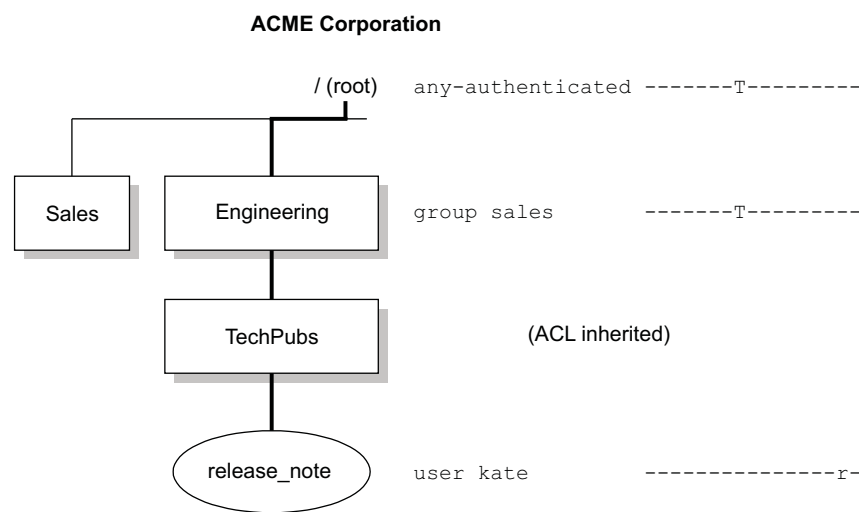 ACME Corporation
/ (root) any-authenticated -------T---------
Sales Engineering group sales -------T---------
TechPubs (ACL inherited)
release_note user kate ---------------r-